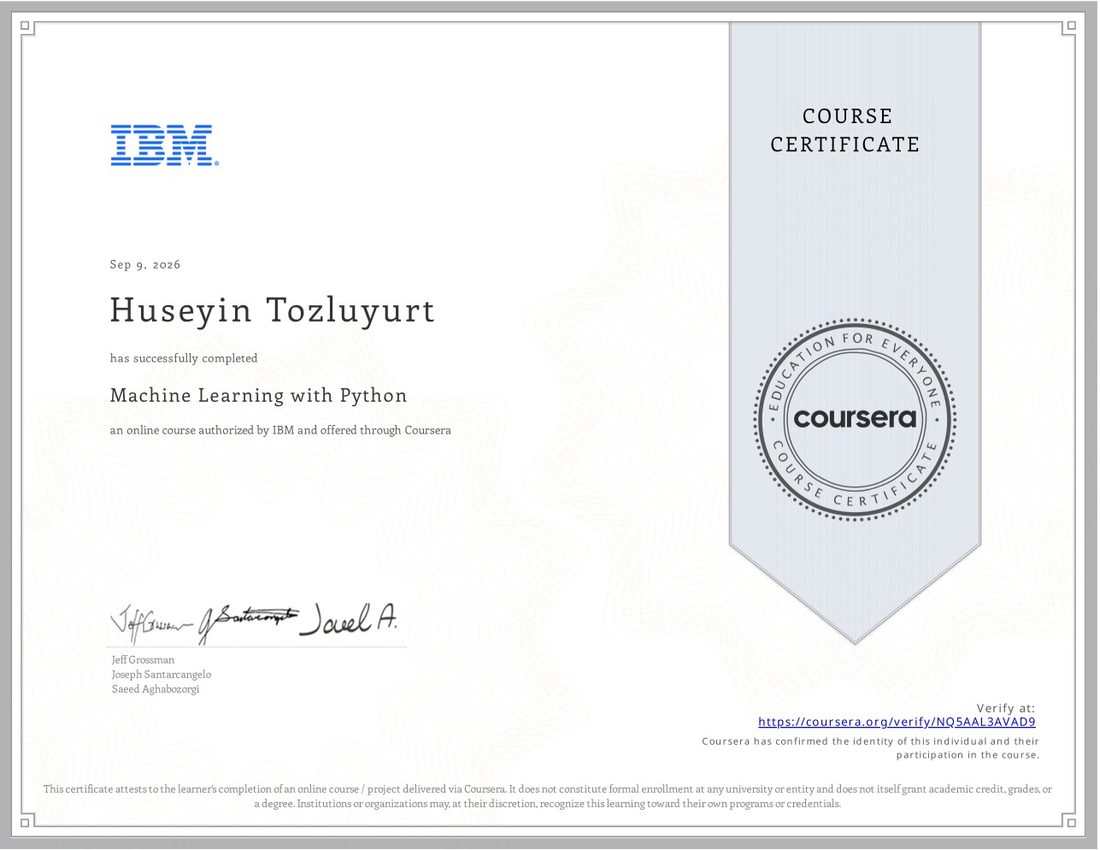 IBM
COURSE
CERTIFICATE
Sep 9, 2026
Huseyin Tozluyurt
has successfully completed
Machine Learning with Python
an online course authorized by IBM and offered through Coursera
EDUCATION FOR EVERYONE
coursera
COURSE CERTIFICATE
Jeff Grossman
Joseph Santarcangelo
Saeed Aghabozorgi
Verify at:
https://coursera.org/verify/NQ5AAL3AVAD9
Coursera has confirmed the identity of this individual and their
participation in the course.
This certificate attests to the learner's completion of an online course / project delivered via Coursera. It does not constitute formal enrollment at any university or entity and does not itself grant academic credit, grades, or
a degree. Institutions or organizations may, at their discretion, recognize this learning toward their own programs or credentials.